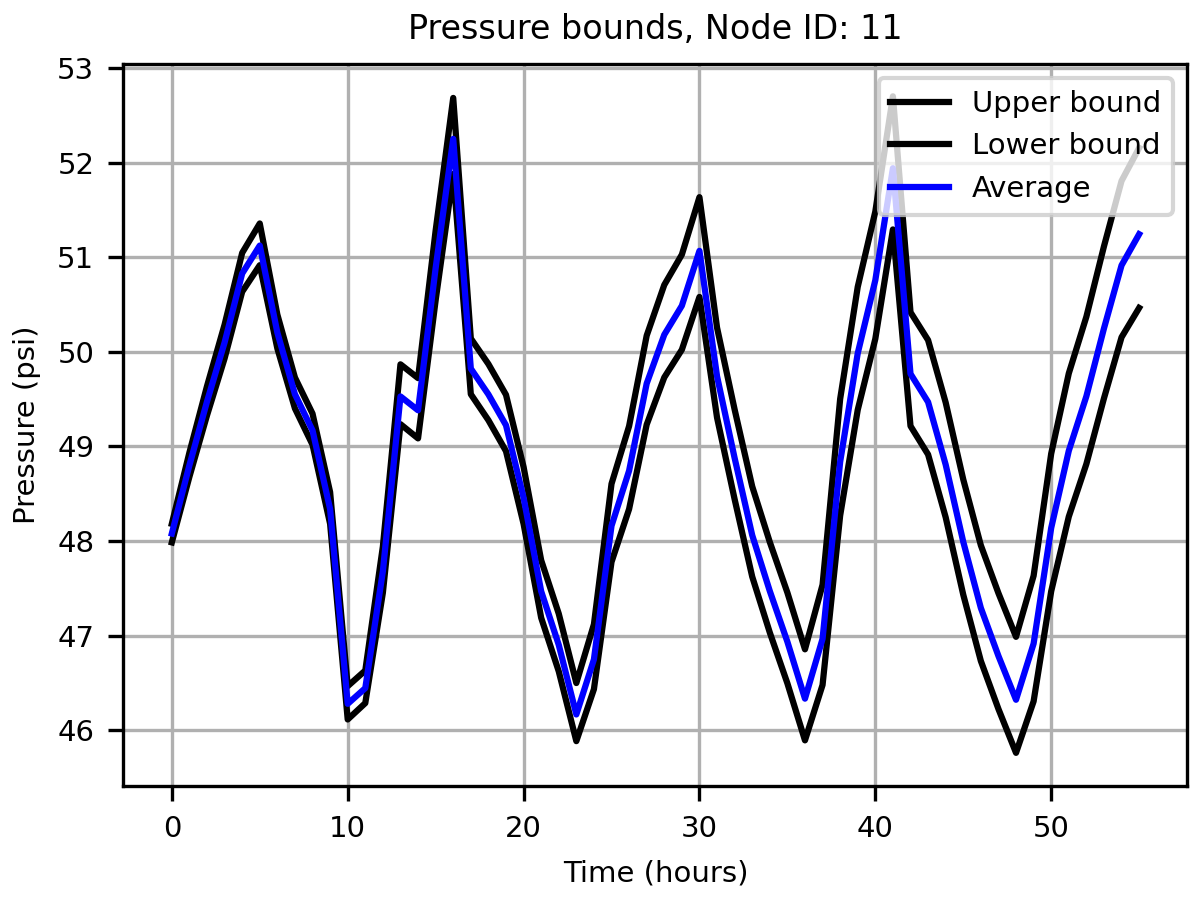 Pressure bounds, Node ID: 11
53
52
51
50
49
48
47
46
Pressure (psi)
Upper bound
Lower bound
Average
0 10 20 30 40 50
Time (hours)